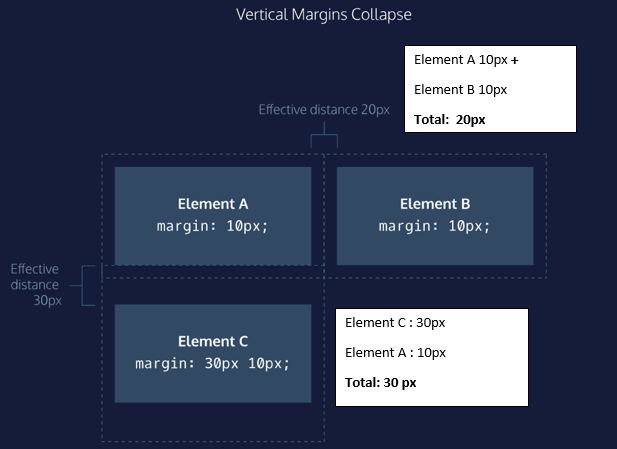 Vertical Margins Collapse
Element A 10px +
Element B 10px
Total:  20px
Effective distance 20px
Element A
margin: 10px;
Element B
margin: 10px;
Effective
distance
30px
Element C
margin: 30px 10px;
Element C : 30px
Element A : 10px
Total: 30 px